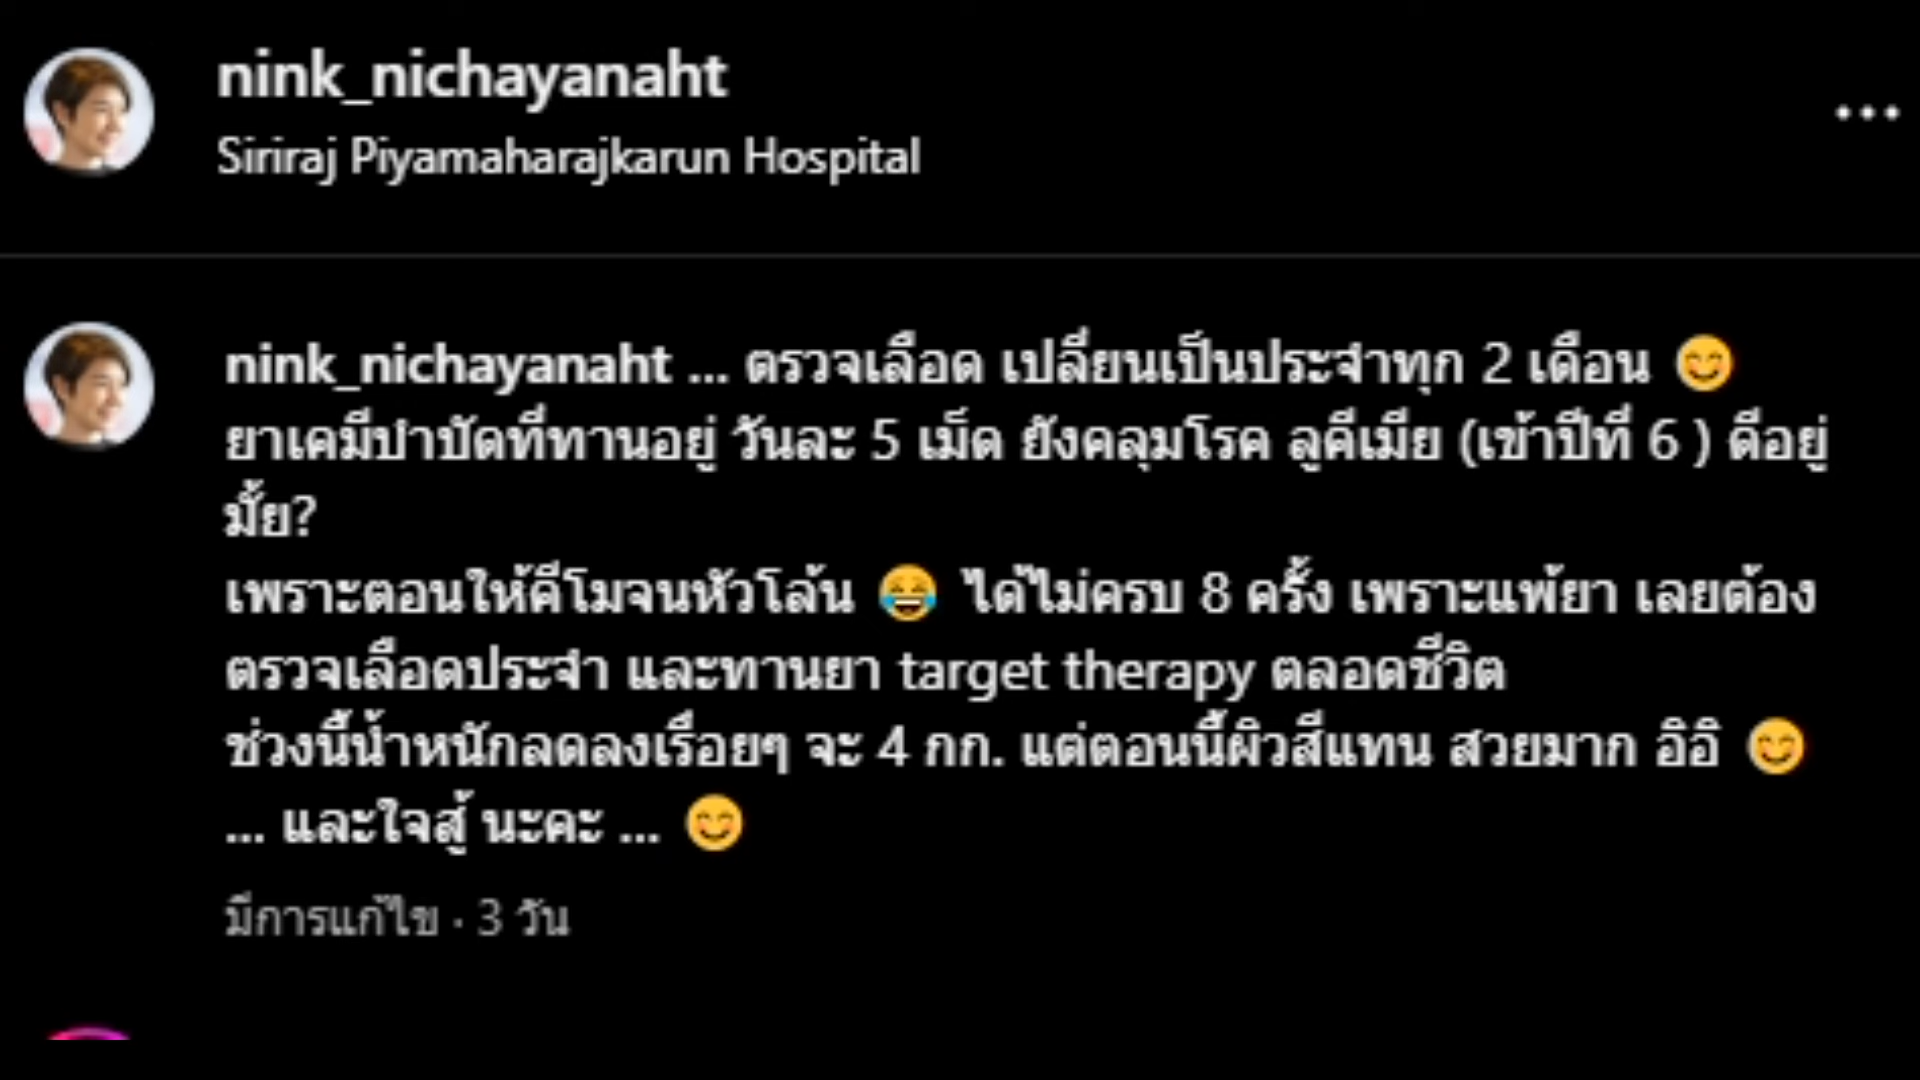 nink_nichayanaht
Siriraj Piyamaharajkarun Hospital
nink_nichayanaht ... ตรวจเลือด เปลี่ยนเป็นประจำทุก 2 เดือน 😊
ยาเคมีบำบัดที่ทานอยู่ วันละ 5 เม็ด ยังคลุมโรค ลูคีเมีย (เข้าปีที่ 6 ) ดีอยู่
มั้ย?
เพราะตอนให้คีโมจนหัวโล้น 😂 ได้ไม่ครบ 8 ครั้ง เพราะแพ้ยา เลยต้อง
ตรวจเลือดประจำ และทานยา target therapy ตลอดชีวิต
ช่วงนี้น้ำหนักลดลงเรื่อยๆ จะ 4 กก. แต่ตอนนี้ผิวสีแทน สวยมาก อิอิ 😊
... และใจสู้ นะคะ ... 😊
มีการแก้ไข · 3 วัน